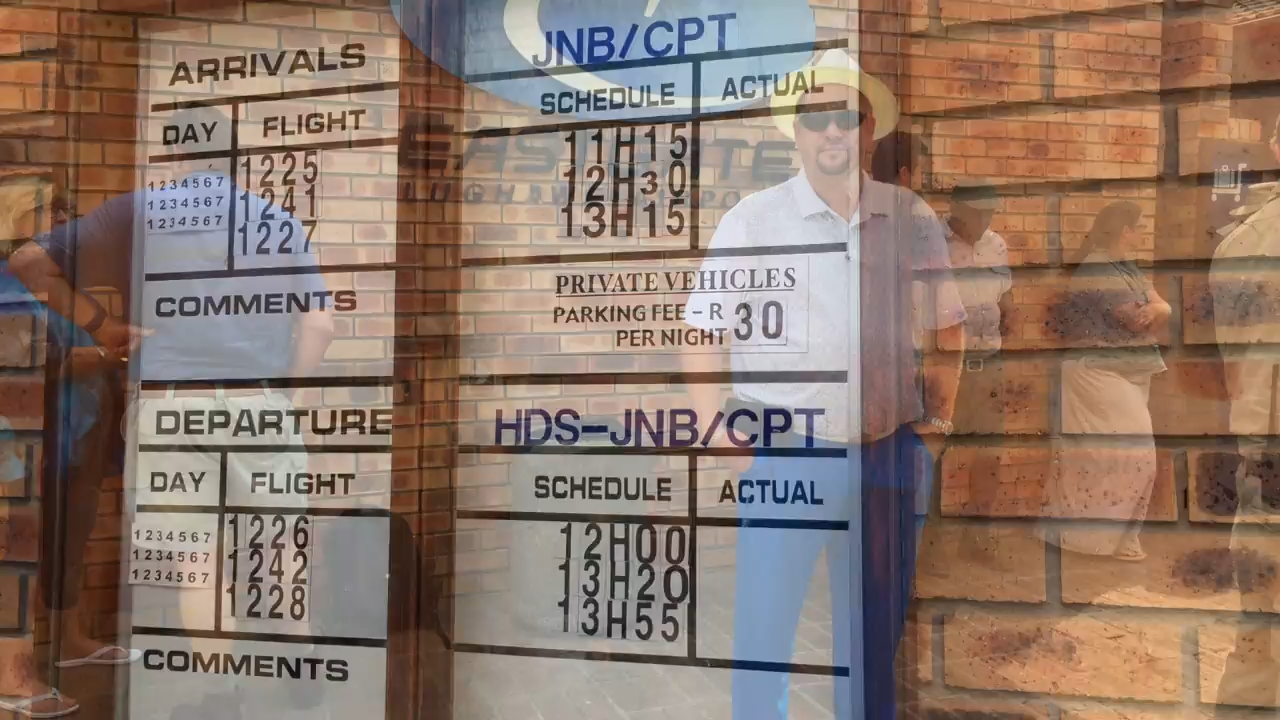 JNB/CPT
ARRIVALS
SCHEDULE ACTUAL
DAY FLIGHT
1234567 1225 11H15
1234567 1241 12H30
1234567 1227 13H15
COMMENTS
PRIVATE VEHICLES
PARKING FEE – R 30
PER NIGHT
DEPARTURE HDS–JNB/CPT
DAY FLIGHT SCHEDULE ACTUAL
1234567 1226 12H00
1234567 1242 13H20
1234567 1228 13H55
COMMENTS